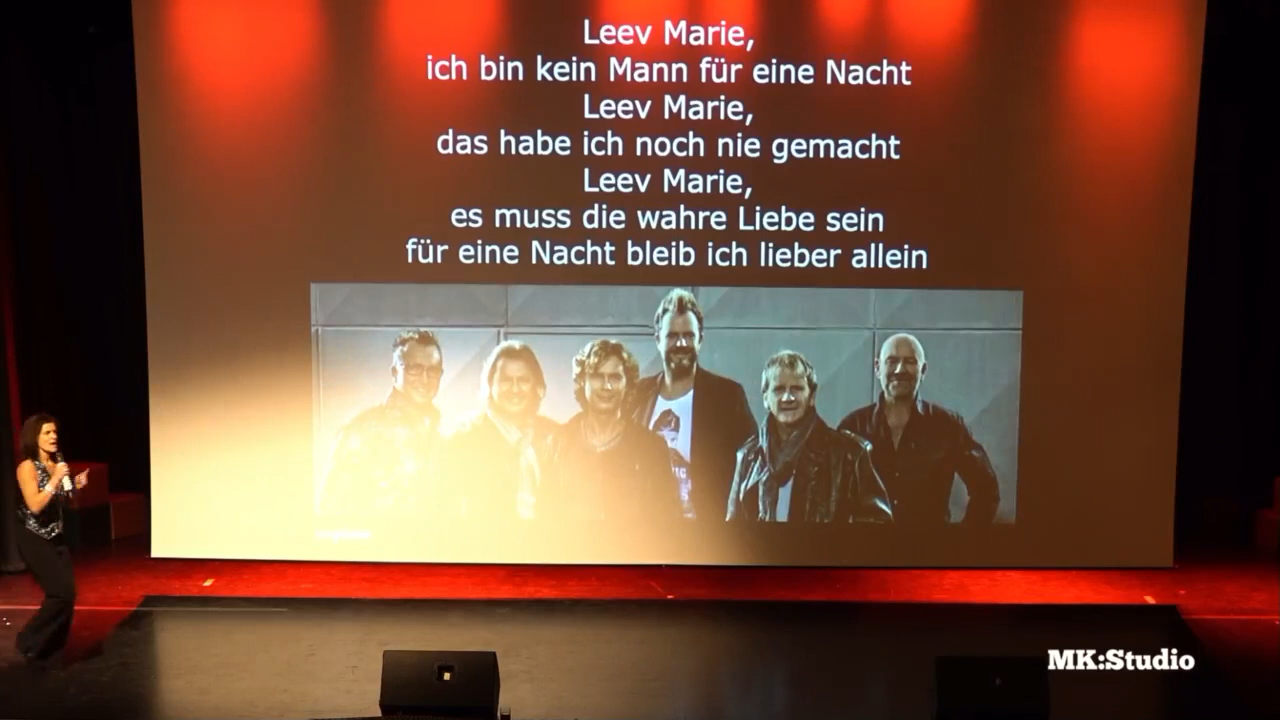 Leev Marie,
ich bin kein Mann für eine Nacht
Leev Marie,
das habe ich noch nie gemacht
Leev Marie,
es muss die wahre Liebe sein
für eine Nacht bleib ich lieber allein
MK:Studio